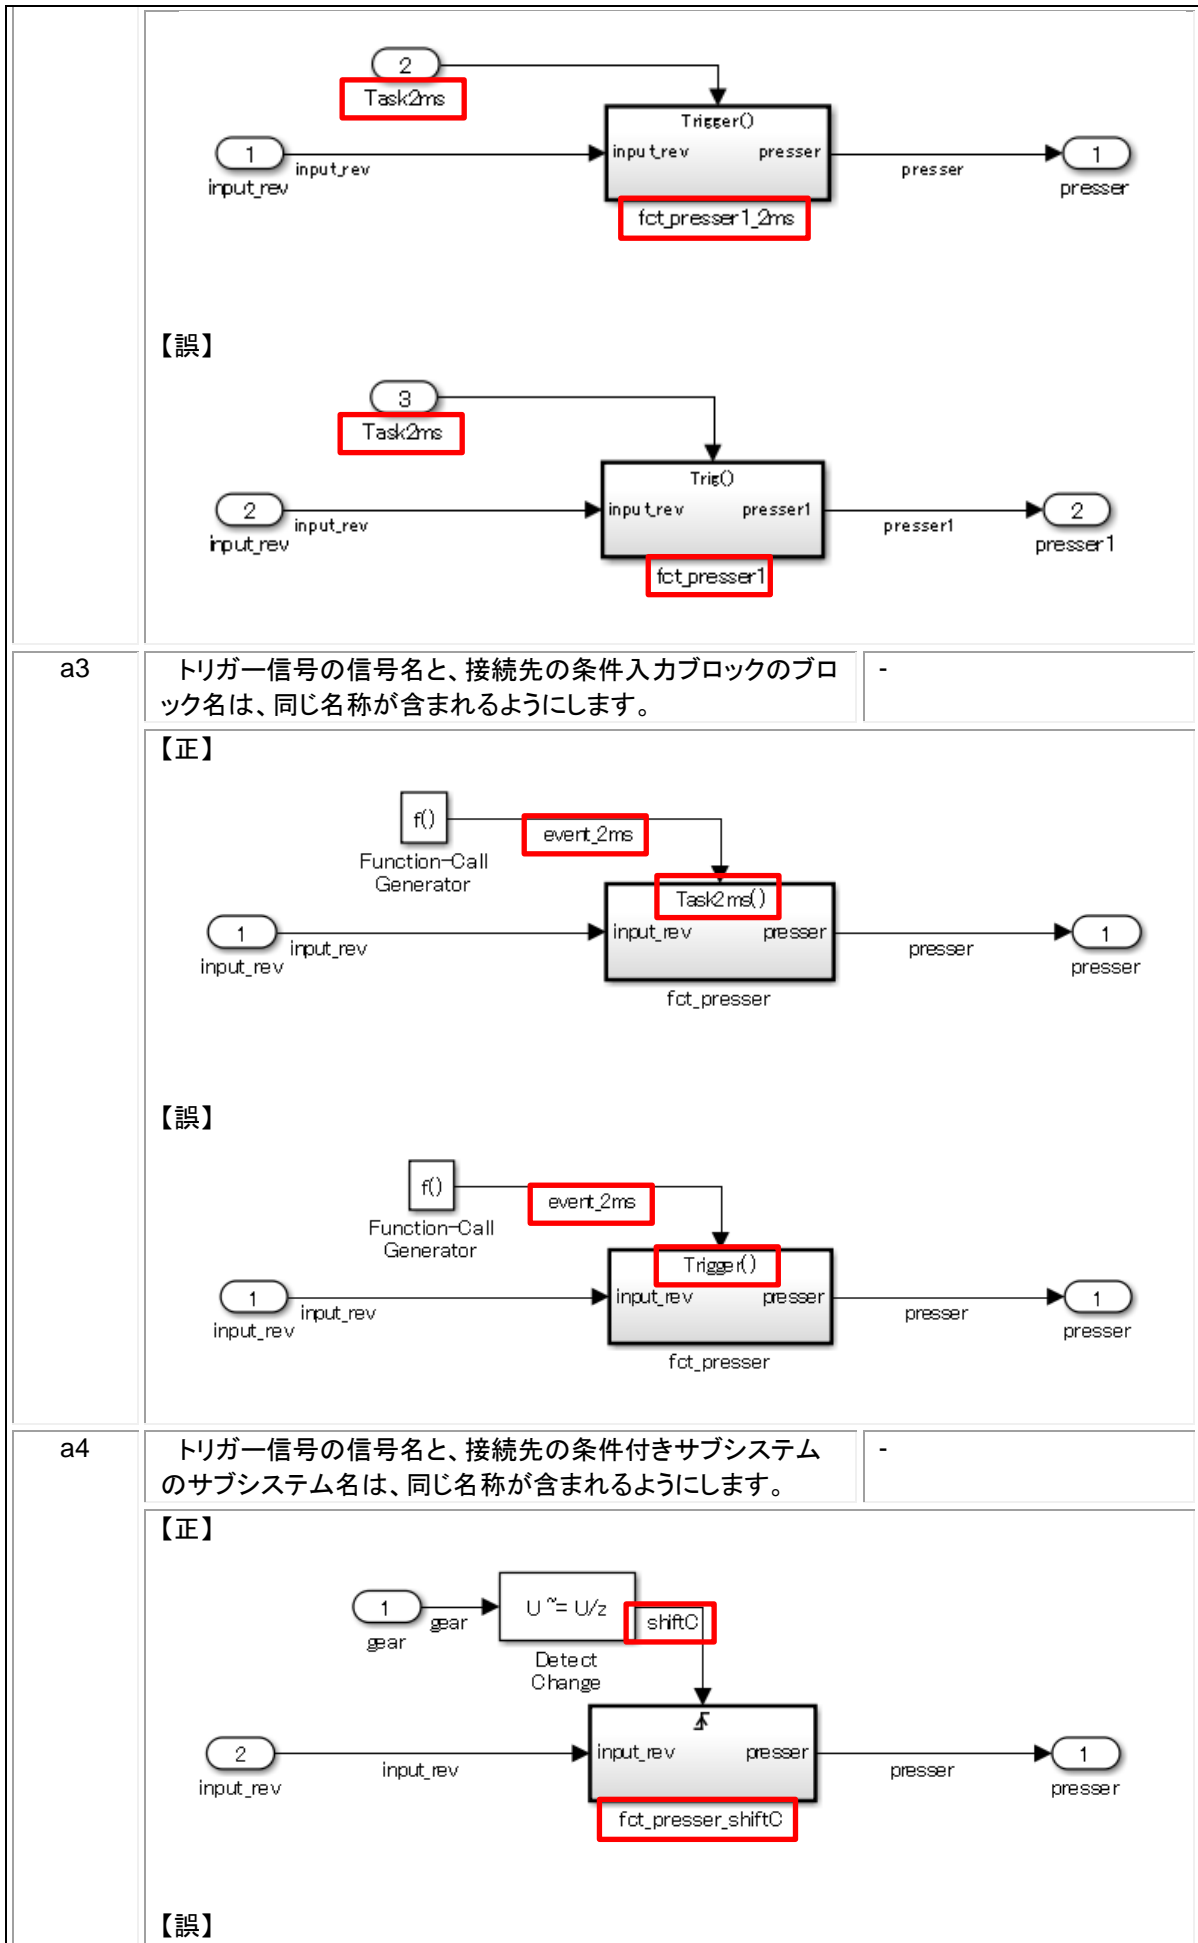 2
Task2ms
Trigger()
1
input_rev
input_rev
input_rev
presser
presser
1
presser
fct_presser1_2ms
【誤】
3
Task2ms
Trig()
2
input_rev
input_rev
input_rev
presser1
presser1
2
presser1
fct_presser1
a3
トリガー信号の信号名と、接続先の条件入力ブロックのブロ
ック名は、同じ名称が含まれるようにします。
-
【正】
f()
event_2ms
Function-Call
Generator
Task2ms()
1
input_rev
input_rev
input_rev
presser
presser
1
presser
fct_presser
【誤】
f()
event_2ms
Function-Call
Generator
Trigger()
1
input_rev
input_rev
input_rev
presser
presser
1
presser
fct_presser
a4
トリガー信号の信号名と、接続先の条件付きサブシステム
のサブシステム名は、同じ名称が含まれるようにします。
-
【正】
1
gear
gear
U ~= U/z
shiftC
Detect
Change
2
input_rev
input_rev
input_rev
presser
presser
1
presser
fct_presser_shiftC
【誤】